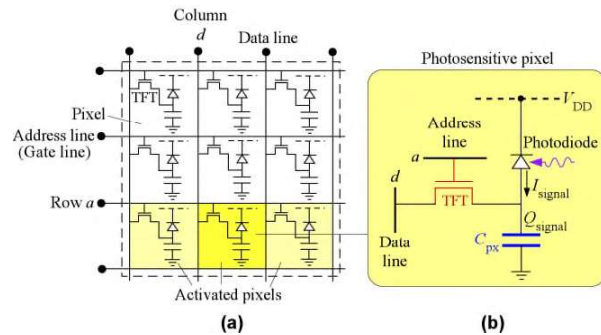 Column
d
Data line
TFT
Pixel
Address line
(Gate line)
Row a
Activated pixels
(a)
Photosensitive pixel
V_DD
Address
line
Photodiode
a
d
I_signal
TFT
Q_signal
Data
line
C_px
(b)